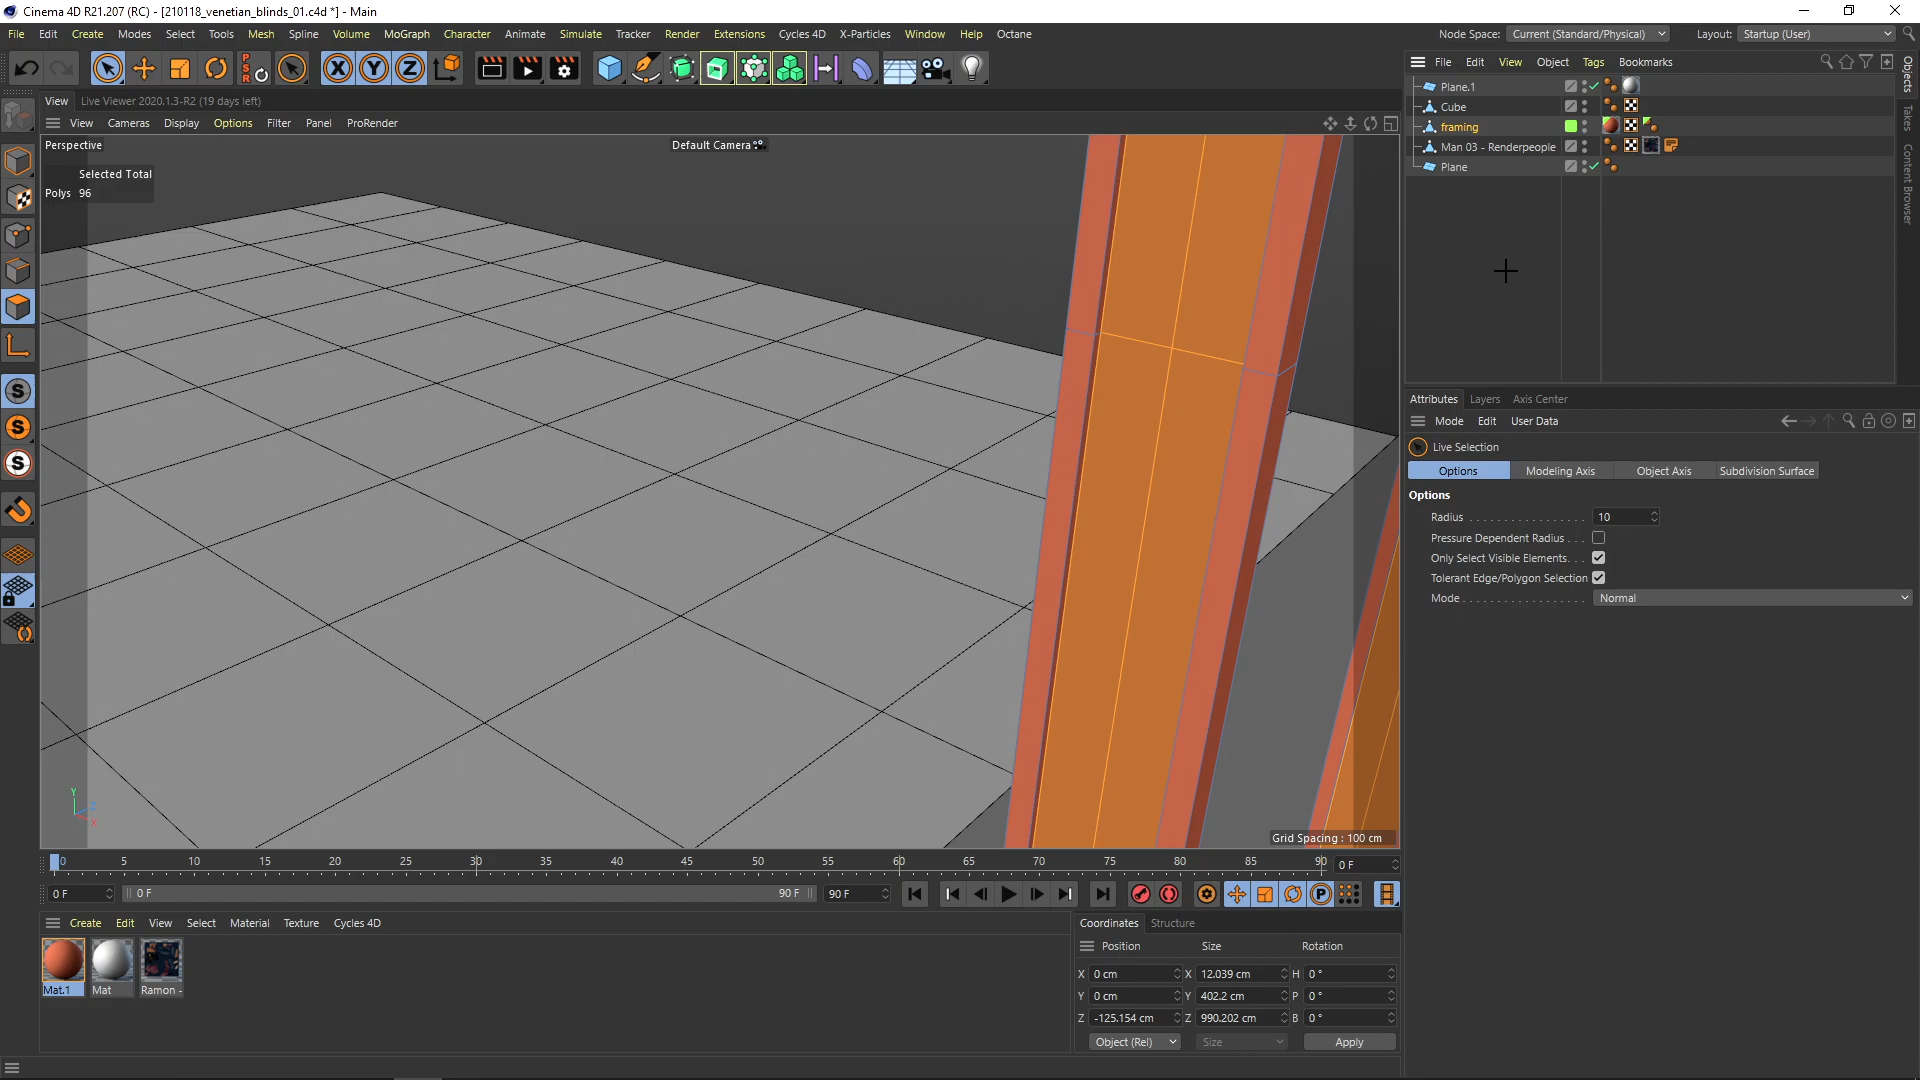 Cinema 4D R21.207 (RC) - [210118_venetian_blinds_01.c4d *] - Main
File Edit Create Modes Select Tools Mesh Spline Volume MoGraph Character Animate Simulate Tracker Render Extensions Cycles 4D X-Particles Window Help Octane Node Space: Current (Standard/Physical) Layout: Startup (User)
P S R
X Y Z
File Edit View Object Tags Bookmarks
Objects
Takes
Content Browser
Plane.1
Cube
framing
Man 03 - Renderpeople
Plane
View Live Viewer 2020.1.3-R2 (19 days left)
View Cameras Display Options Filter Panel ProRender
Perspective
Default Camera
Selected Total
Polys 96
S
S
S
Y
Z
X
Grid Spacing : 100 cm
Attributes Layers Axis Center
Mode Edit User Data
Live Selection
Options Modeling Axis Object Axis Subdivision Surface
Options
Radius . . . . . . . . . . . . . . . . . 10
Pressure Dependent Radius . . .
Only Select Visible Elements. . .
Tolerant Edge/Polygon Selection
Mode . . . . . . . . . . . . . . . . . Normal
0 5 10 15 20 25 30 35 40 45 50 55 60 65 70 75 80 85 90 0 F
0 F 0 F 90 F 90 F
P
Create Edit View Select Material Texture Cycles 4D
Mat.1 Mat Ramon -
Coordinates Structure
Position Size Rotation
X 0 cm X 12.039 cm H 0 °
Y 0 cm Y 402.2 cm P 0 °
Z -125.154 cm Z 990.202 cm B 0 °
Object (Rel) Size Apply